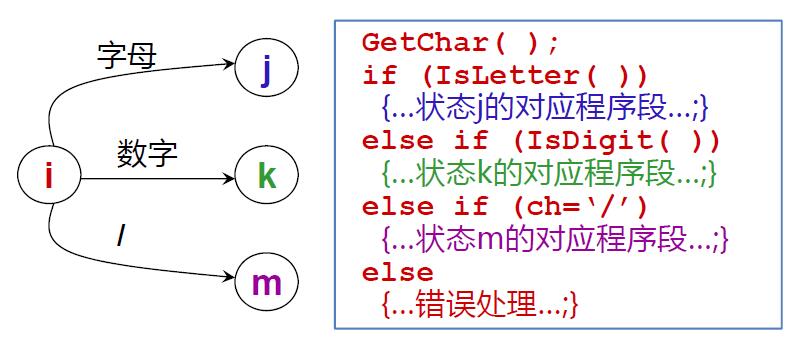 字母
j
数字
i
k
/
m
GetChar( );
if (IsLetter( ))
{…状态j的对应程序段…;}
else if (IsDigit( ))
{…状态k的对应程序段…;}
else if (ch=‘/’)
{…状态m的对应程序段…;}
else
{…错误处理…;}